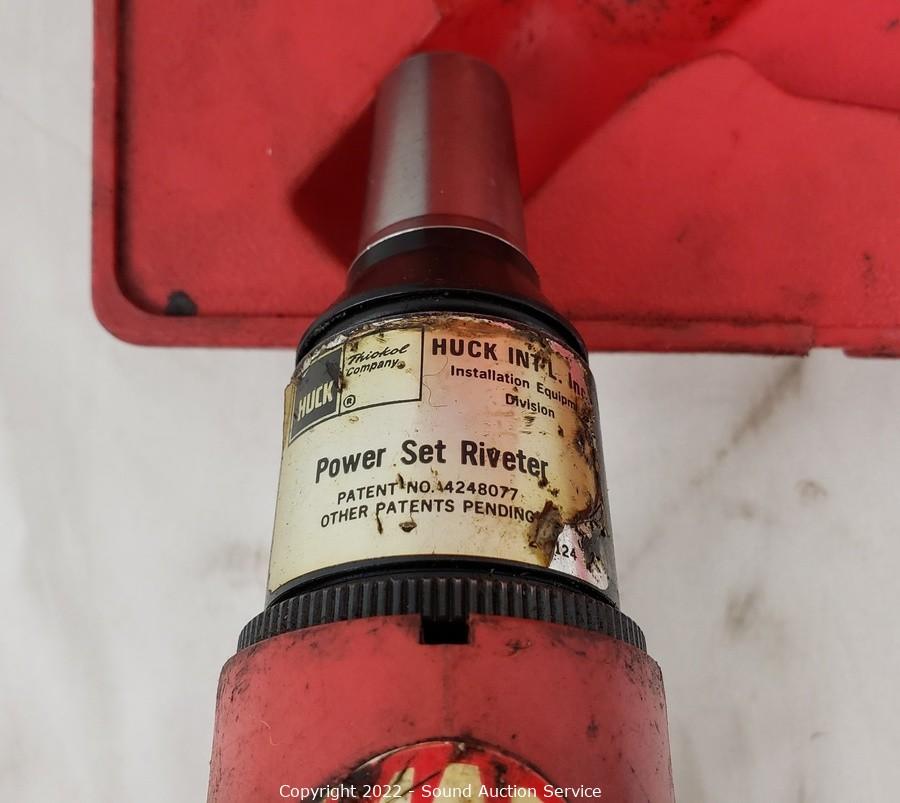 HUCK
Thiokol
Company
®
HUCK INT'L. Inc
Installation Equipm
Division
Power Set Riveter
PATENT NO. 4248077
OTHER PATENTS PENDING
124
Copyright 2022 - Sound Auction Service